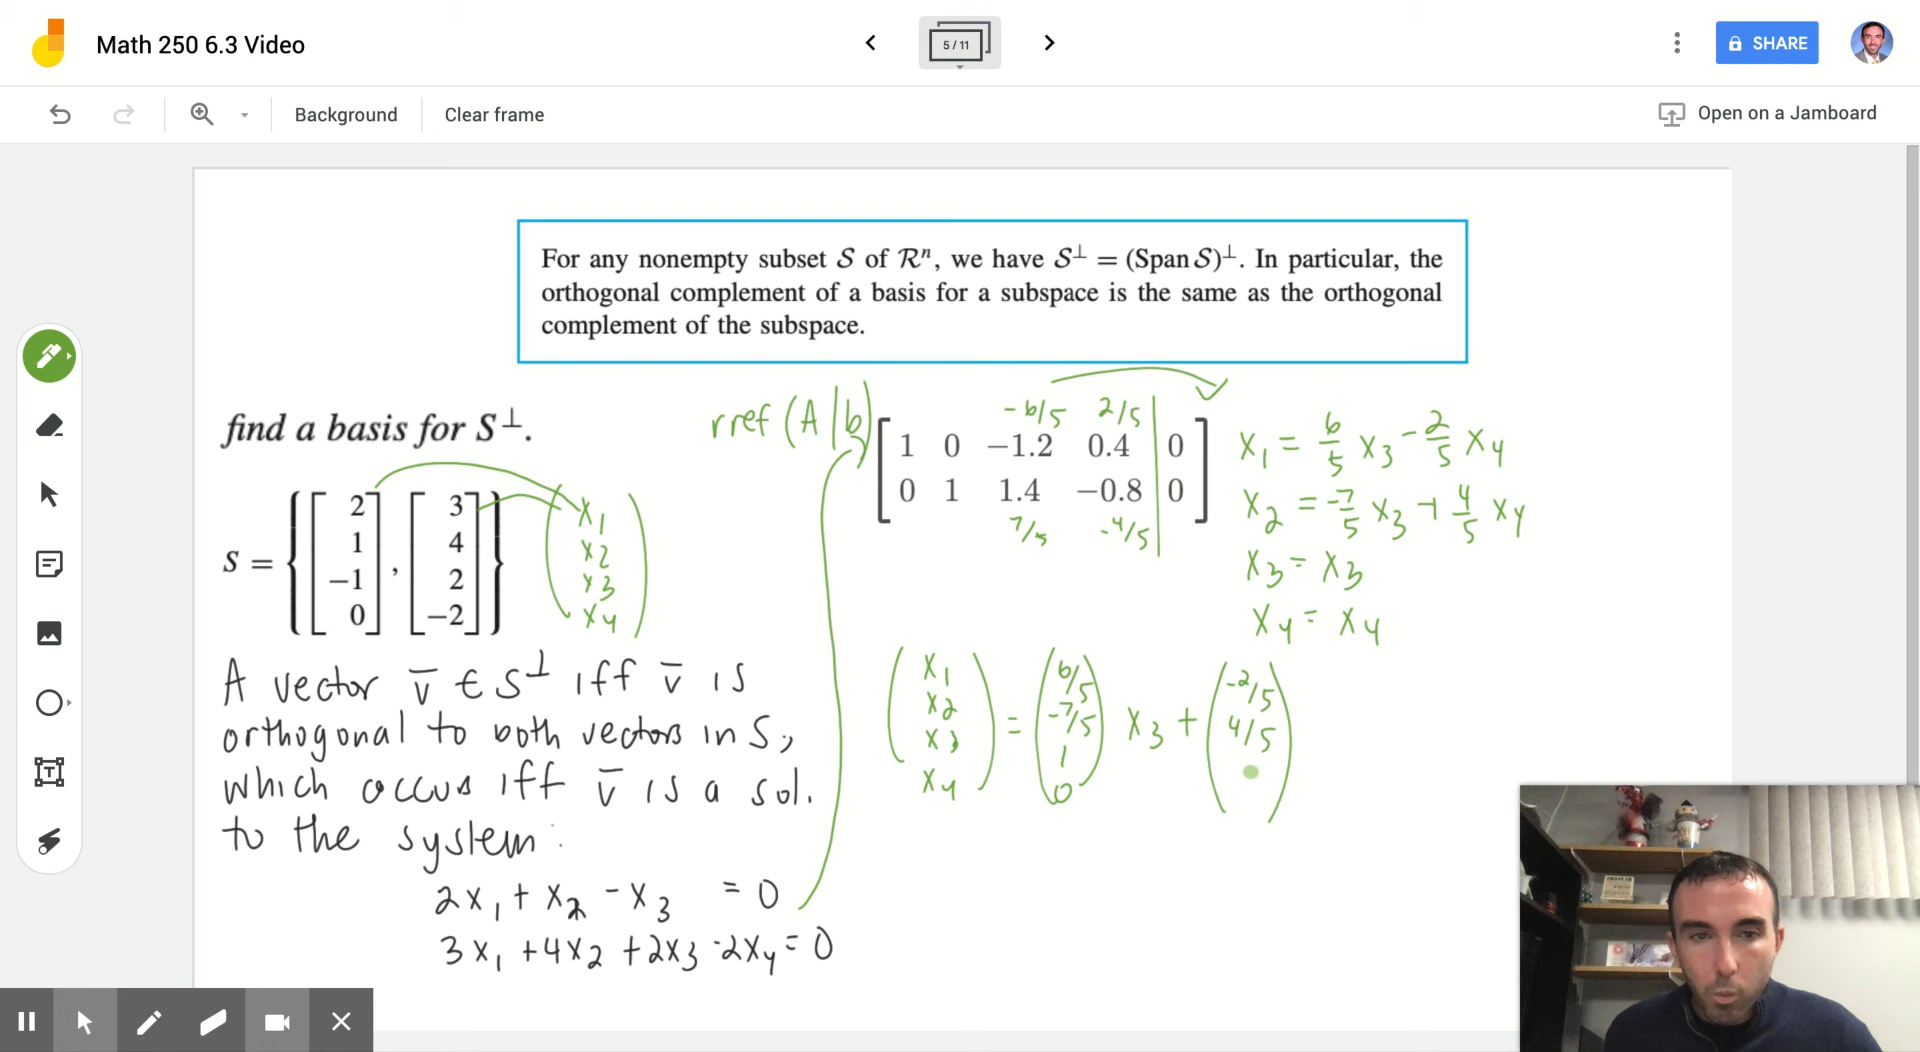 Math 250 6.3 Video
5 / 11
SHARE
Background
Clear frame
Open on a Jamboard
For any nonempty subset S of Rⁿ, we have S⊥ = (Span S)⊥. In particular, the
orthogonal complement of a basis for a subspace is the same as the orthogonal
complement of the subspace.
find a basis for S⊥.
S = { [2 1 −1 0], [3 4 2 −2] }
(x1 x2 x3 x4)
rref (A | b)
-6/5 2/5
1 0 −1.2 0.4 | 0
0 1 1.4 −0.8 | 0
7/5 -4/5
x1 = 6/5 x3 - 2/5 x4
x2 = -7/5 x3 + 4/5 x4
x3 = x3
x4 = x4
A vector v̄ ∈ S⊥ iff v̄ is
orthogonal to both vectors in S,
which occus iff v̄ is a sol.
to the system:
2x1 + x2 - x3 = 0
3x1 + 4x2 + 2x3 - 2x4 = 0
(x1 x2 x3 x4) = (6/5 -7/5 1 0) x3 + (-2/5 4/5)